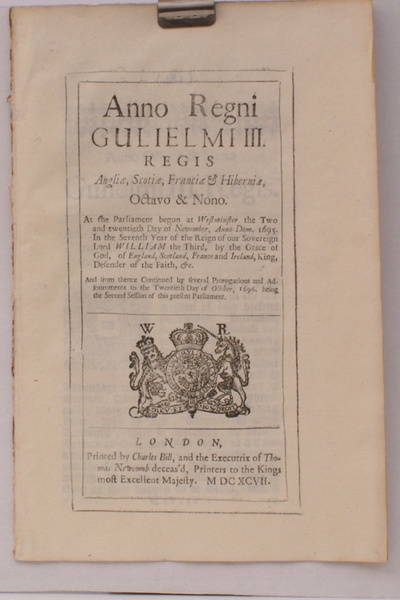 Anno Regni
GULIELMI III.
REGIS
Angliæ, Scotiæ, Franciæ & Hiberniæ,
Octavo & Nono.
At the Parliament begun at Westminster the Two
and twentieth Day of November, Anno Dom. 1695.
In the Seventh Year of the Reign of our Sovereign
Lord WILLIAM the Third, by the Grace of
God, of England, Scotland, France and Ireland, King,
Defender of the Faith, &c.
And from thence Continued by several Prorogations and Ad-
journments to the Twentieth Day of October, 1696. being
the Second Session of this present Parliament.
W R
LONDON,
Printed by Charles Bill, and the Executrix of Tho-
mas Newcomb deceas'd, Printers to the Kings
most Excellent Majesty. MDCXCVII.